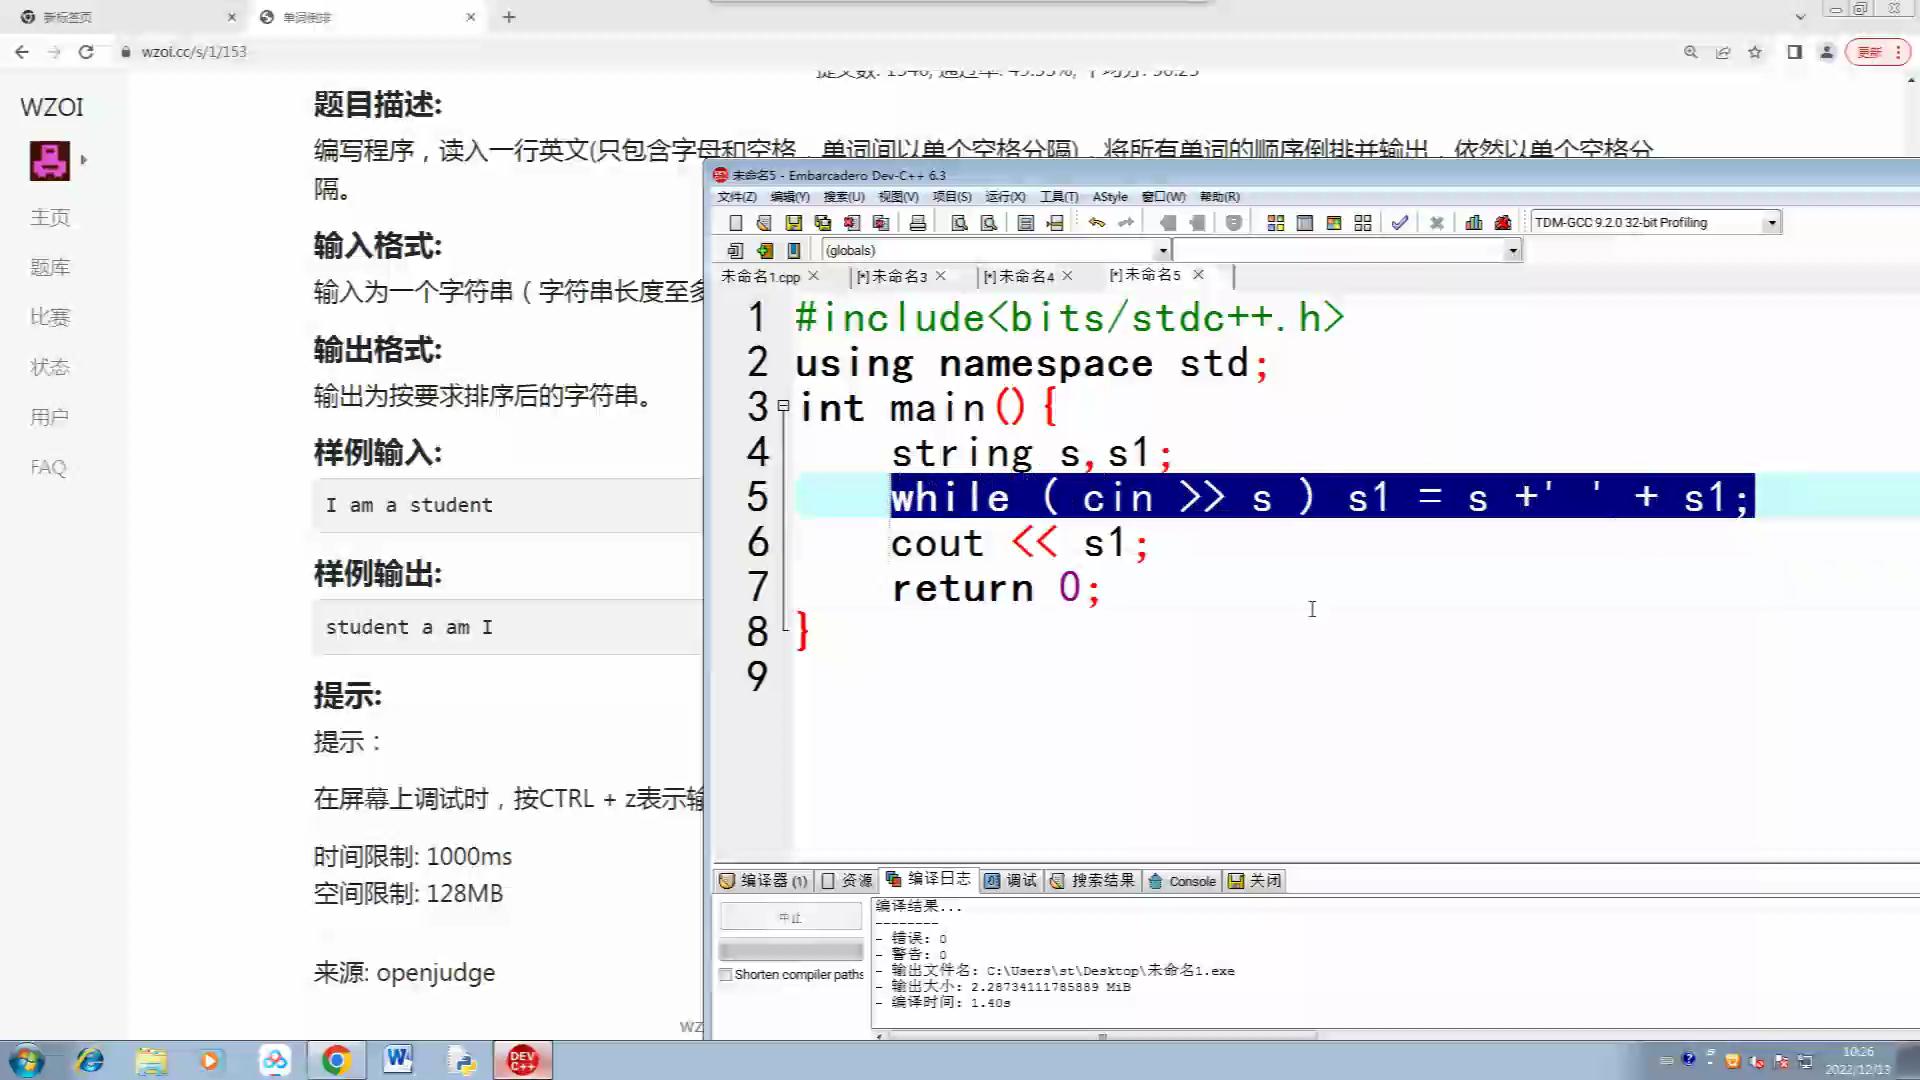 新标签页
单词倒排
wzoi.cc/s/1/153
更新
WZOI
主页
题库
比赛
状态
用户
FAQ
题目描述:
编写程序，读入一行英文(只包含字母和空格，单词间以单个空格分隔)，将所有单词的顺序倒排并输出，依然以单个空格分
隔。
输入格式:
输入为一个字符串（字符串长度至多
输出格式:
输出为按要求排序后的字符串。
样例输入:
I am a student
样例输出:
student a am I
提示:
提示：
在屏幕上调试时，按CTRL + z表示输
时间限制: 1000ms
空间限制: 128MB
来源: openjudge
WZ
未命名5 - Embarcadero Dev-C++ 6.3
文件(Z) 编辑(Y) 搜索(U) 视图(V) 项目(S) 运行(X) 工具(T) AStyle 窗口(W) 帮助(R)
TDM-GCC 9.2.0 32-bit Profiling
(globals)
未命名1.cpp [*]未命名3 [*]未命名4 [*]未命名5
1 #include<bits/stdc++.h>
2 using namespace std;
3 int main(){
4 string s,s1;
5 while ( cin >> s ) s1 = s +' ' + s1;
6 cout << s1;
7 return 0;
8 }
9
编译器 (1) 资源 编译日志 调试 搜索结果 Console 关闭
中止
Shorten compiler paths
编译结果...
--------
- 错误: 0
- 警告: 0
- 输出文件名: C:\Users\st\Desktop\未命名1.exe
- 输出大小: 2.28734111785889 MiB
- 编译时间: 1.40s
10:26
2022/12/13